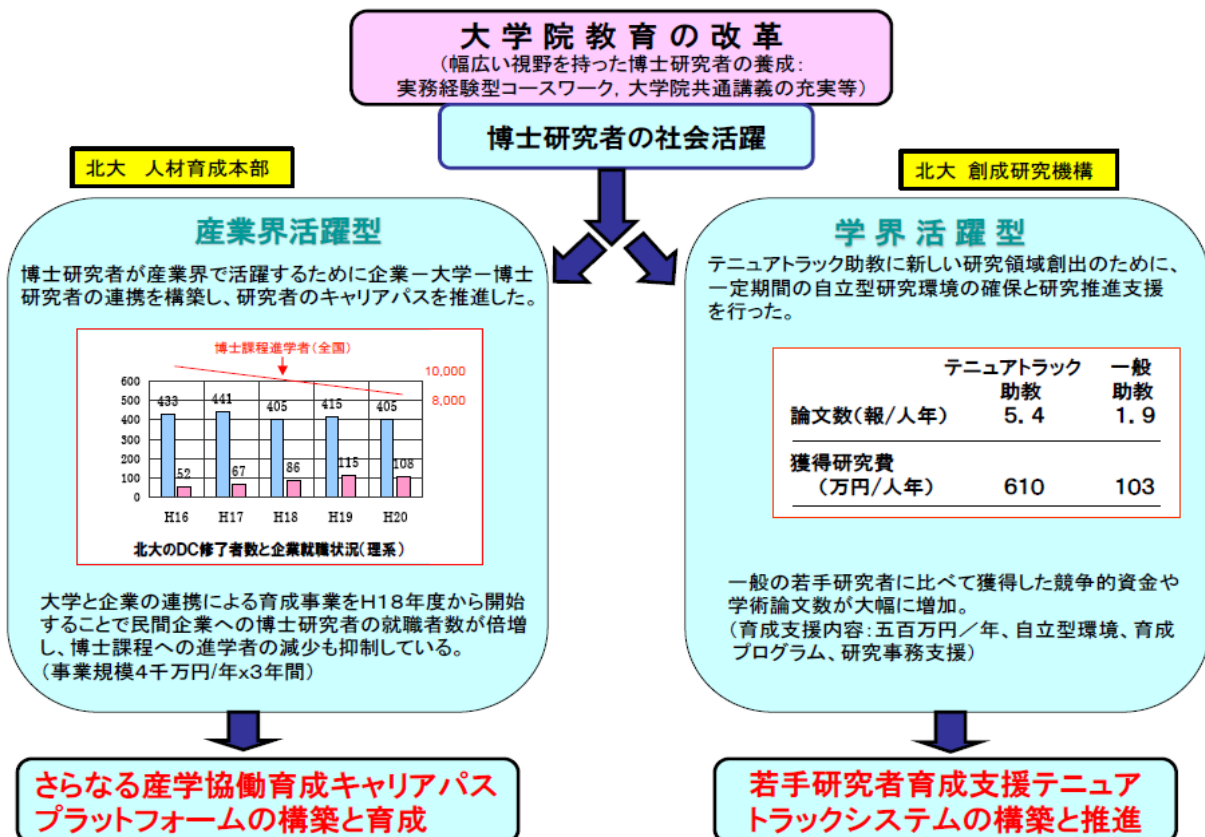 大学院教育の改革
（幅広い視野を持った博士研究者の養成：
実務経験型コースワーク，大学院共通講義の充実等）
博士研究者の社会活躍
北大　人材育成本部
産業界活躍型
博士研究者が産業界で活躍するために企業－大学－博士
研究者の連携を構築し、研究者のキャリアパスを推進した。
博士課程進学者（全国）
10,000
8,000
600
500
400
300
200
100
0
433
441
405
415
405
52
67
86
115
108
H16
H17
H18
H19
H20
北大のDC修了者数と企業就職状況（理系）
大学と企業の連携による育成事業をH18年度から開始
することで民間企業への博士研究者の就職者数が倍増
し、博士課程への進学者の減少も抑制している。
（事業規模4千万円/年x3年間）
さらなる産学協働育成キャリアパス
プラットフォームの構築と育成
北大 創成研究機構
学界活躍型
テニュアトラック助教に新しい研究領域創出のために、
一定期間の自立型研究環境の確保と研究推進支援
を行った。
テニュアトラック　一般
助教　助教
論文数（報/人年）　5．4　1．9
獲得研究費
（万円/人年）　610　103
一般の若手研究者に比べて獲得した競争的資金や
学術論文数が大幅に増加。
（育成支援内容：五百万円／年、自立型環境、育成
プログラム、研究事務支援）
若手研究者育成支援テニュア
トラックシステムの構築と推進